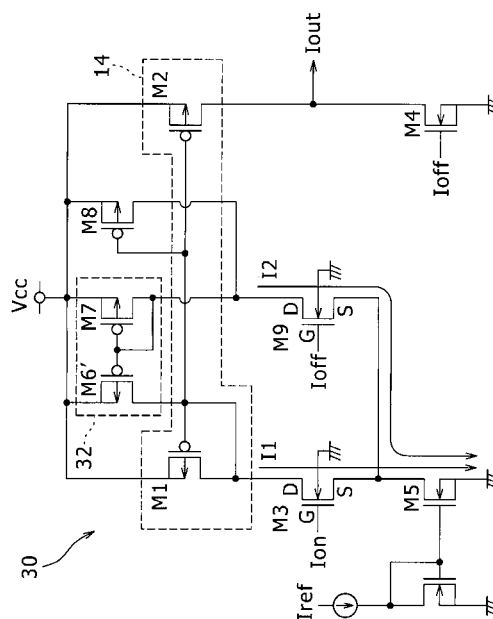 30
Vcc
32
14
M6'
M7
M8
M2
M1
I1
I2
Iout
M3
D
G
S
Ion
M9
D
G
S
Ioff
M4
Ioff
Iref
M5